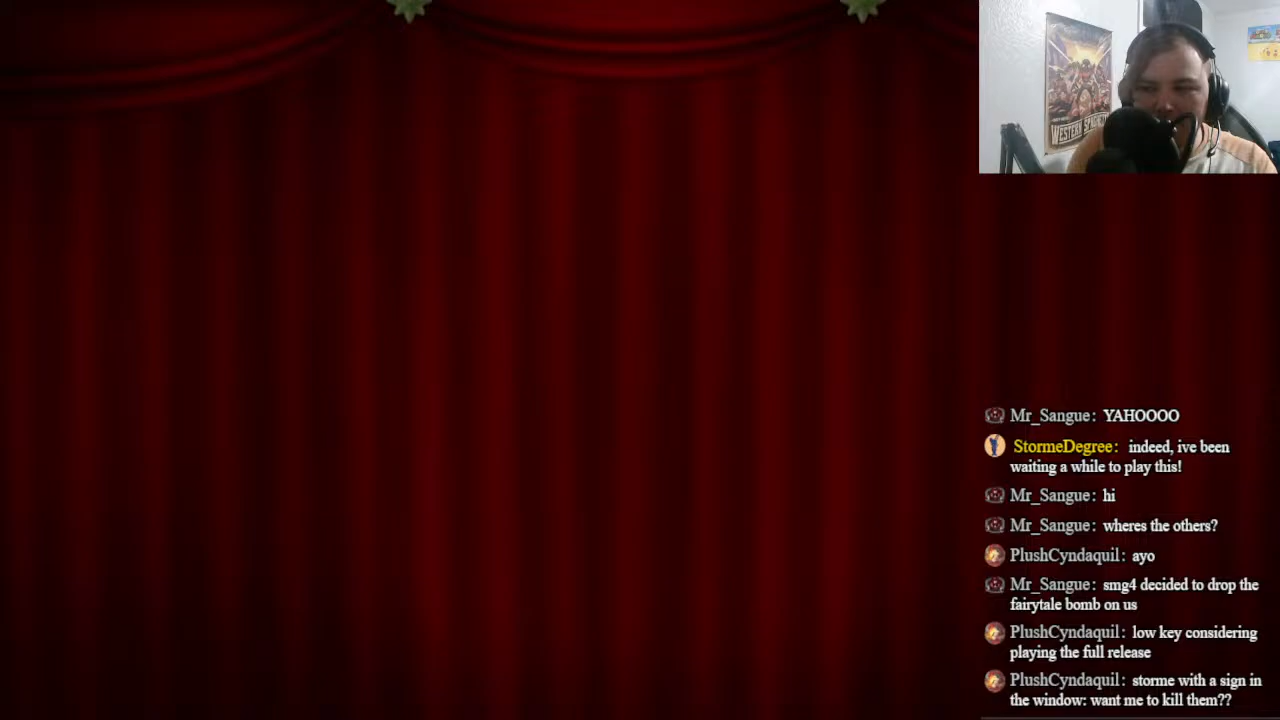 WESTERN SPAGHETTI
Mr_Sangue: YAHOOOO
StormeDegree: indeed, ive been
waiting a while to play this!
Mr_Sangue: hi
Mr_Sangue: wheres the others?
PlushCyndaquil: ayo
Mr_Sangue: smg4 decided to drop the
fairytale bomb on us
PlushCyndaquil: low key considering
playing the full release
PlushCyndaquil: storme with a sign in
the window: want me to kill them??